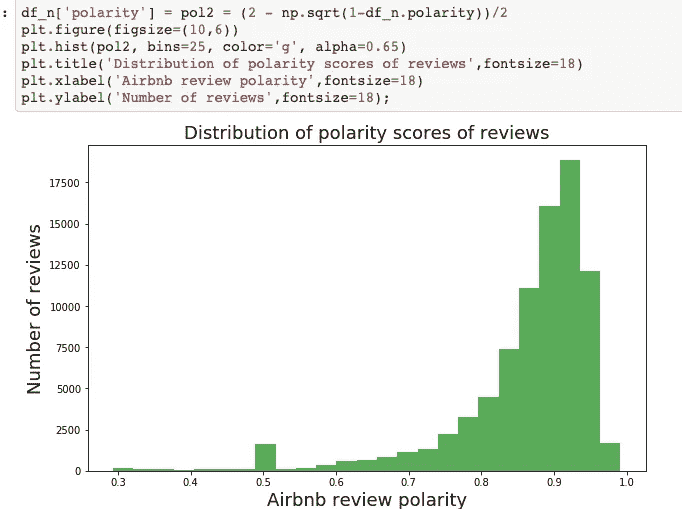 : df_n['polarity'] = pol2 = (2 - np.sqrt(1-df_n.polarity))/2
plt.figure(figsize=(10,6))
plt.hist(pol2, bins=25, color='g', alpha=0.65)
plt.title('Distribution of polarity scores of reviews',fontsize=18)
plt.xlabel('Airbnb review polarity',fontsize=18)
plt.ylabel('Number of reviews',fontsize=18);
Distribution of polarity scores of reviews
Number of reviews
17500
15000
12500
10000
7500
5000
2500
0
0.3 0.4 0.5 0.6 0.7 0.8 0.9 1.0
Airbnb review polarity